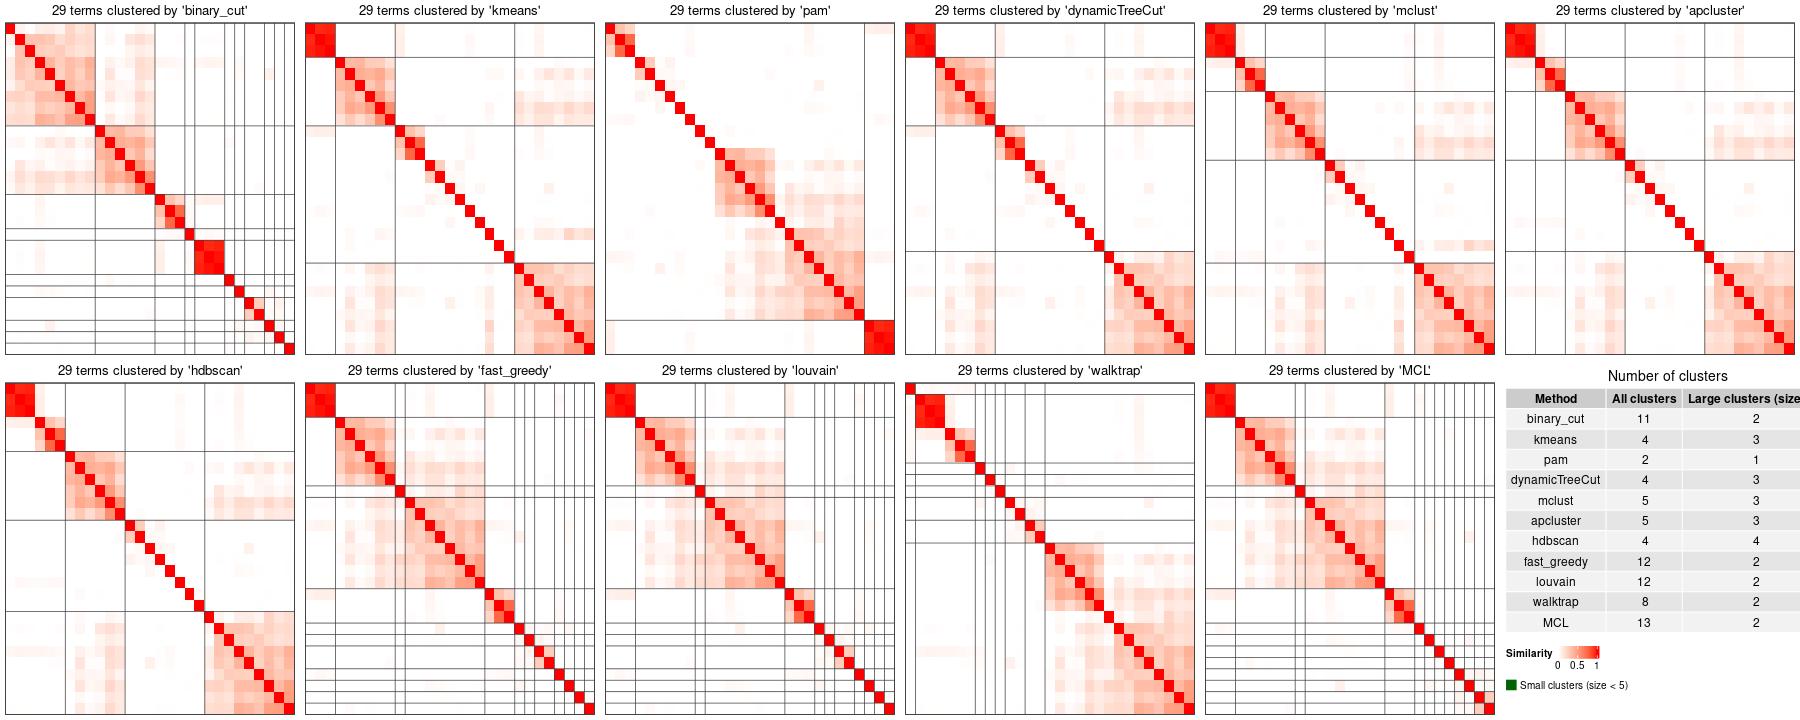 29 terms clustered by 'binary_cut'
29 terms clustered by 'kmeans'
29 terms clustered by 'pam'
29 terms clustered by 'dynamicTreeCut'
29 terms clustered by 'mclust'
29 terms clustered by 'apcluster'
29 terms clustered by 'hdbscan'
29 terms clustered by 'fast_greedy'
29 terms clustered by 'louvain'
29 terms clustered by 'walktrap'
29 terms clustered by 'MCL'
Number of clusters
Method All clusters Large clusters (size
binary_cut 11 2
kmeans 4 3
pam 2 1
dynamicTreeCut 4 3
mclust 5 3
apcluster 5 3
hdbscan 4 4
fast_greedy 12 2
louvain 12 2
walktrap 8 2
MCL 13 2
Similarity
0 0.5 1
Small clusters (size < 5)